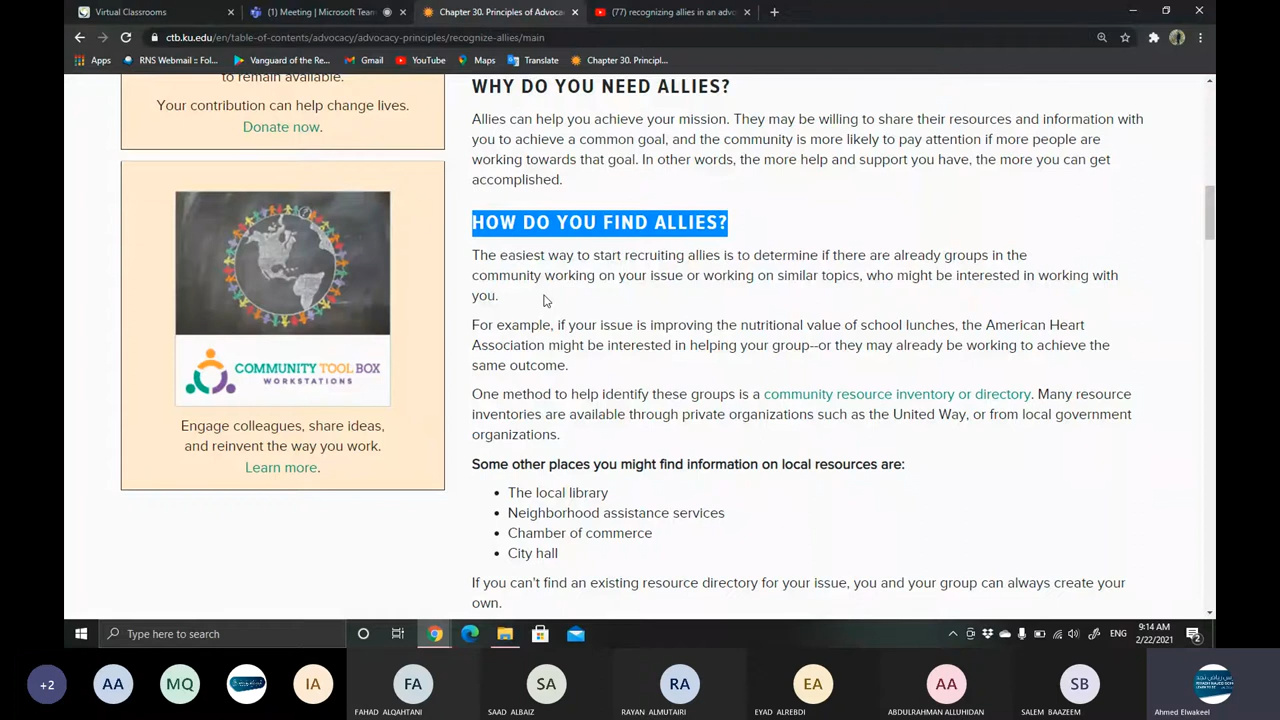 Virtual Classrooms
(1) Meeting | Microsoft Team
Chapter 30. Principles of Advoca
(77) recognizing allies in an advo
ctb.ku.edu/en/table-of-contents/advocacy/advocacy-principles/recognize-allies/main
Apps
RNS Webmail :: Fol...
Vanguard of the Re...
Gmail
YouTube
Maps
Translate
Chapter 30. Principl...
to remain available.
Your contribution can help change lives.
Donate now.
COMMUNITY TOOL BOX
WORKSTATIONS
Engage colleagues, share ideas,
and reinvent the way you work.
Learn more.
WHY DO YOU NEED ALLIES?
Allies can help you achieve your mission. They may be willing to share their resources and information with
you to achieve a common goal, and the community is more likely to pay attention if more people are
working towards that goal. In other words, the more help and support you have, the more you can get
accomplished.
HOW DO YOU FIND ALLIES?
The easiest way to start recruiting allies is to determine if there are already groups in the
community working on your issue or working on similar topics, who might be interested in working with
you.
For example, if your issue is improving the nutritional value of school lunches, the American Heart
Association might be interested in helping your group--or they may already be working to achieve the
same outcome.
One method to help identify these groups is a community resource inventory or directory. Many resource
inventories are available through private organizations such as the United Way, or from local government
organizations.
Some other places you might find information on local resources are:
• The local library
• Neighborhood assistance services
• Chamber of commerce
• City hall
If you can't find an existing resource directory for your issue, you and your group can always create your
own.
Type here to search
ENG
9:14 AM
2/22/2021
+2
AA
MQ
IA
FA
SA
RA
EA
AA
SB
FAHAD ALQAHTANI
SAAD ALBAIZ
RAYAN ALMUTAIRI
EYAD ALREBDI
ABDULRAHMAN ALLUHIDAN
SALEM BAAZEEM
Ahmed Elwakeel